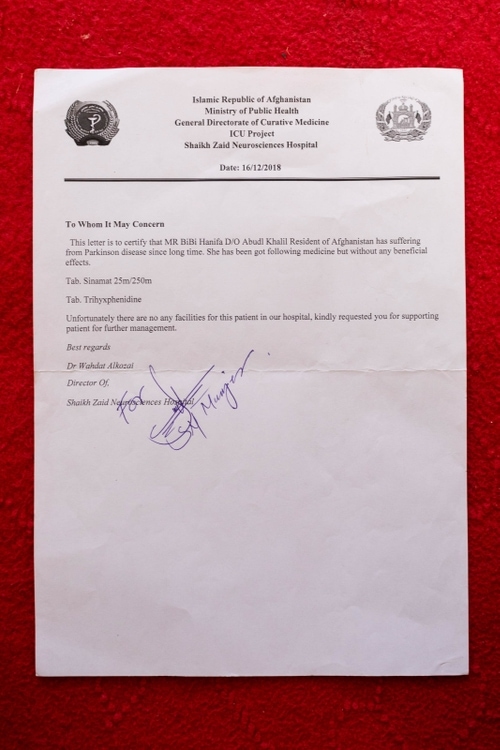 Islamic Republic of Afghanistan
Ministry of Public Health
General Directorate of Curative Medicine
ICU Project
Shaikh Zaid Neurosciences Hospital
Date: 16/12/2018
To Whom It May Concern
This letter is to certify that MR BiBi Hanifa D/O Abudl Khalil Resident of Afghanistan has suffering
from Parkinson disease since long time. She has been got following medicine but without any beneficial
effects.
Tab. Sinamat 25m/250m
Tab. Trihyxphenidine
Unfortunately there are no any facilities for this patient in our hospital, kindly requested you for supporting
patient for further management.
Best regards
Dr Wahdat Alkozai
Director Of,
Shaikh Zaid Neurosciences Hospital
For